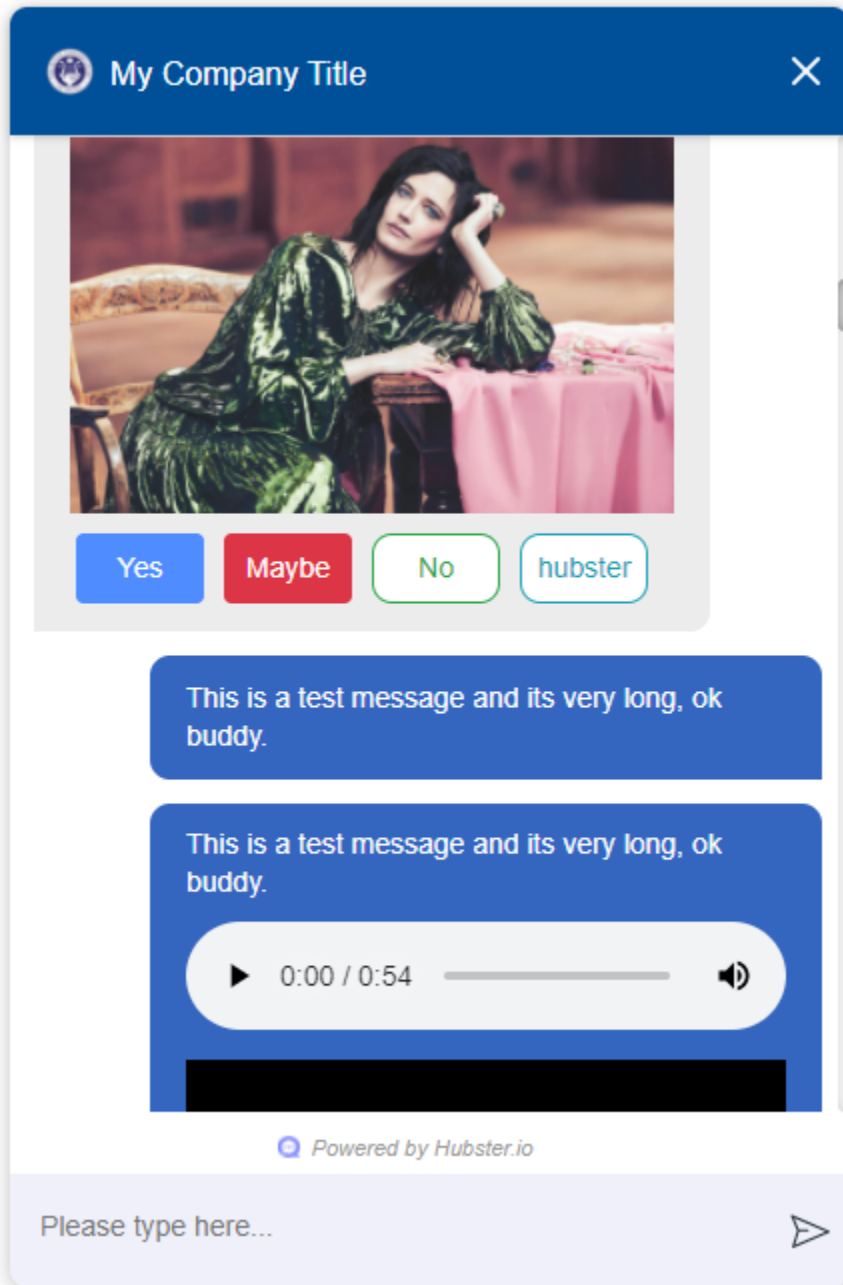 My Company Title
Yes
Maybe
No
hubster
This is a test message and its very long, ok
buddy.
This is a test message and its very long, ok
buddy.
0:00 / 0:54
Powered by Hubster.io
Please type here...